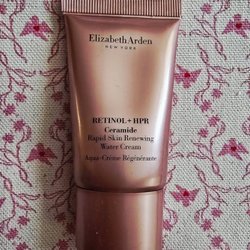 Elizabeth Arden
NEW YORK
RETINOL + HPR
Ceramide
Rapid Skin Renewing
Water Cream
Aqua-Crème Régénérante